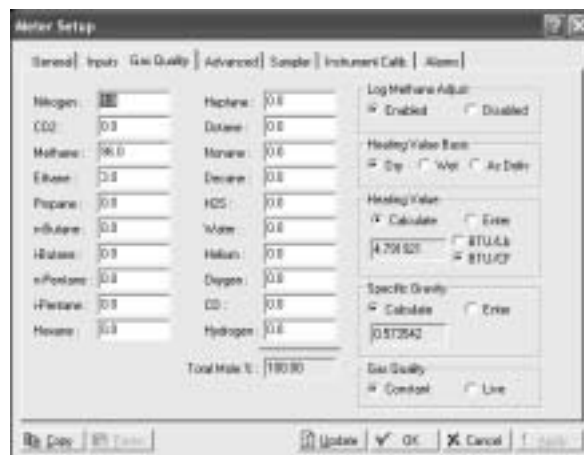 Meter Setup
General Inputs Gas Quality Advanced Sampler Instrument Calib. Alarms
Nitrogen :
CO2 : 0.0
Methane : 96.0
Ethane : 3.0
Propane : 0.0
n-Butane : 0.0
i-Butane : 0.0
n-Pentane : 0.0
i-Pentane : 0.0
Hexane : 0.0
Heptane : 0.0
Octane : 0.0
Nonane : 0.0
Decane : 0.0
H2S : 0.0
Water : 0.0
Helium : 0.0
Oxygen : 0.0
CO : 0.0
Hydrogen : 0.0
Total Mole % : 100.00
Log Methane Adjust
Enabled Disabled
Heating Value Basis
Dry Wet As Deliv
Heating Value
Calculate Enter
BTU/Lb
BTU/CF
Specific Gravity
Calculate Enter
0.573542
Gas Quality
Constant Live
Copy Paste Update OK Cancel Apply